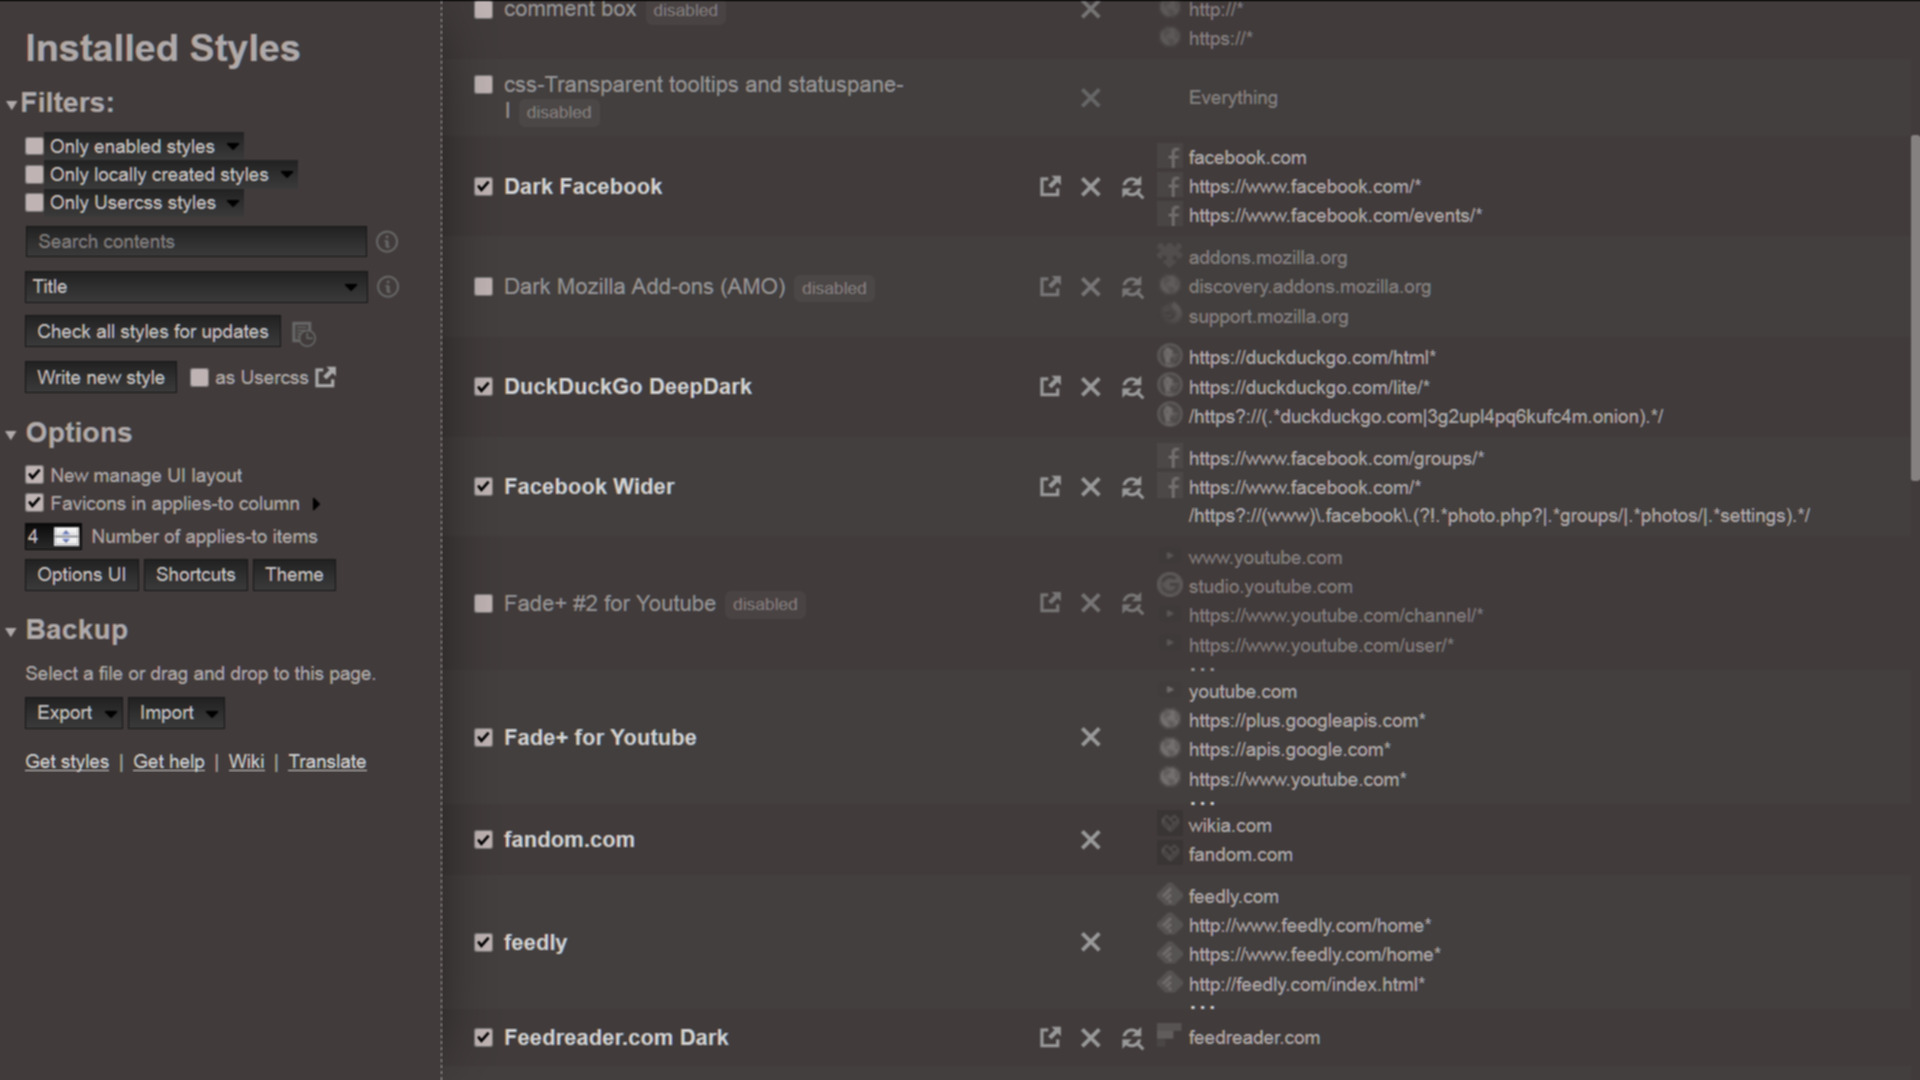 Installed Styles
Filters:
Only enabled styles
Only locally created styles
Only Usercss styles
Search contents
Title
Check all styles for updates
Write new style
as Usercss
Options
New manage UI layout
Favicons in applies-to column
4 Number of applies-to items
Options UI Shortcuts Theme
Backup
Select a file or drag and drop to this page.
Export Import
Get styles | Get help | Wiki | Translate
comment box disabled
http://*
https://*
css-Transparent tooltips and statuspane-
l disabled
Everything
Dark Facebook
facebook.com
https://www.facebook.com/*
https://www.facebook.com/events/*
Dark Mozilla Add-ons (AMO) disabled
addons.mozilla.org
discovery.addons.mozilla.org
support.mozilla.org
DuckDuckGo DeepDark
https://duckduckgo.com/html*
https://duckduckgo.com/lite/*
/https?://(.*duckduckgo.com|3g2upl4pq6kufc4m.onion).*/
Facebook Wider
https://www.facebook.com/groups/*
https://www.facebook.com/*
/https?://(www)\.facebook\.(?!.*photo.php?|.*groups/|.*photos/|.*settings).*/
Fade+ #2 for Youtube disabled
www.youtube.com
studio.youtube.com
https://www.youtube.com/channel/*
https://www.youtube.com/user/*
...
Fade+ for Youtube
youtube.com
https://plus.googleapis.com*
https://apis.google.com*
https://www.youtube.com*
...
fandom.com
wikia.com
fandom.com
feedly
feedly.com
http://www.feedly.com/home*
https://www.feedly.com/home*
http://feedly.com/index.html*
...
Feedreader.com Dark
feedreader.com